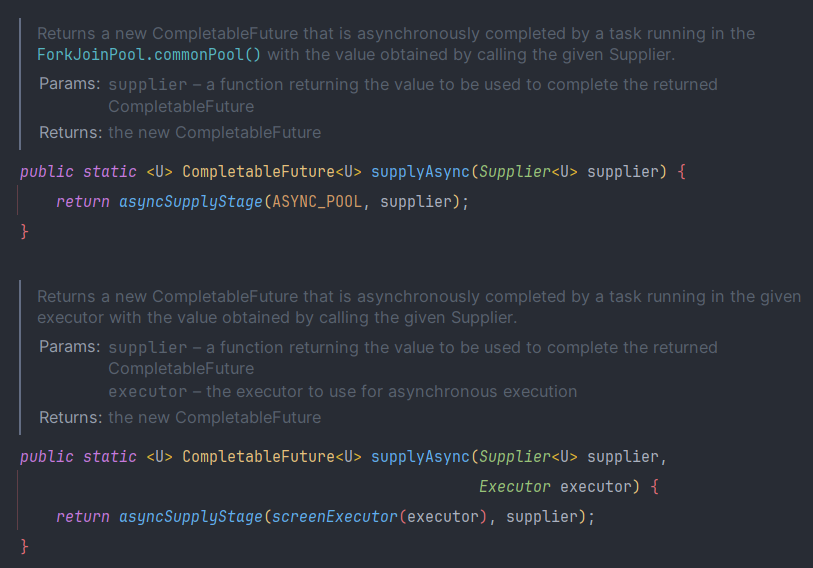 Returns a new CompletableFuture that is asynchronously completed by a task running in the
ForkJoinPool.commonPool() with the value obtained by calling the given Supplier.
Params: supplier – a function returning the value to be used to complete the returned
CompletableFuture
Returns: the new CompletableFuture
public static <U> CompletableFuture<U> supplyAsync(Supplier<U> supplier) {
    return asyncSupplyStage(ASYNC_POOL, supplier);
}
Returns a new CompletableFuture that is asynchronously completed by a task running in the given
executor with the value obtained by calling the given Supplier.
Params: supplier – a function returning the value to be used to complete the returned
CompletableFuture
executor – the executor to use for asynchronous execution
Returns: the new CompletableFuture
public static <U> CompletableFuture<U> supplyAsync(Supplier<U> supplier,
                                                   Executor executor) {
    return asyncSupplyStage(screenExecutor(executor), supplier);
}